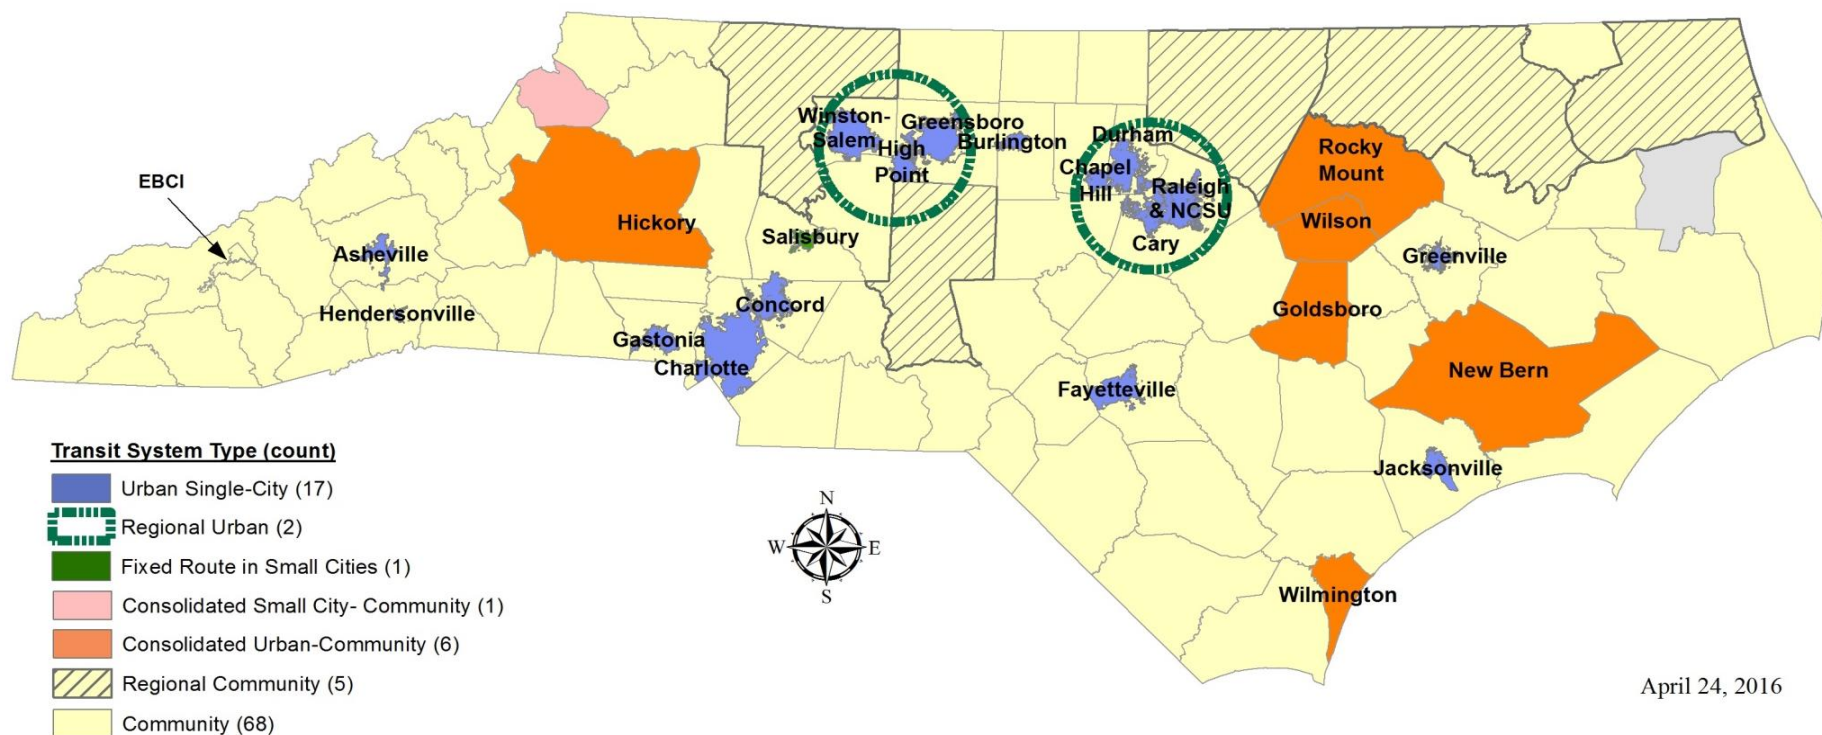 Winston-
Salem
Greensboro
High
Point
Burlington
Durham
Chapel
Hill
Raleigh
& NCSU
Cary
Rocky
Mount
Wilson
EBCI
Hickory
Salisbury
Asheville
Greenville
Hendersonville
Concord
Goldsboro
Gastonia
Charlotte
New Bern
Fayetteville
Jacksonville
Wilmington
Transit System Type (count)
Urban Single-City (17)
Regional Urban (2)
Fixed Route in Small Cities (1)
Consolidated Small City- Community (1)
Consolidated Urban-Community (6)
Regional Community (5)
Community (68)
N
W
E
S
April 24, 2016